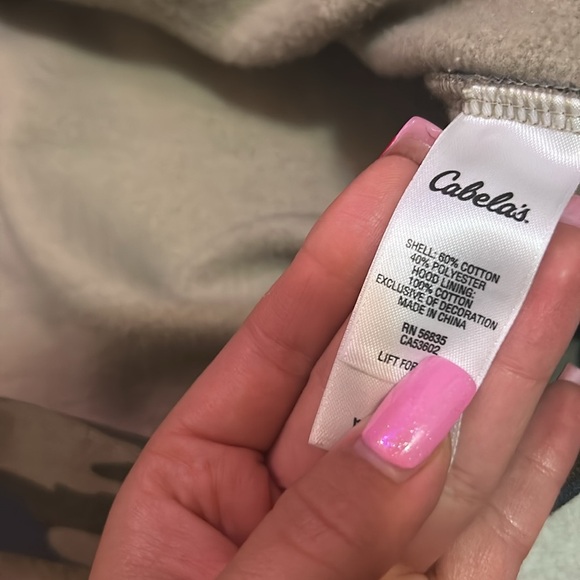 Cabela's.
SHELL: 60% COTTON
40% POLYESTER
HOOD LINING:
100% COTTON
EXCLUSIVE OF DECORATION
MADE IN CHINA
RN 56835
CA53602
LIFT FOR